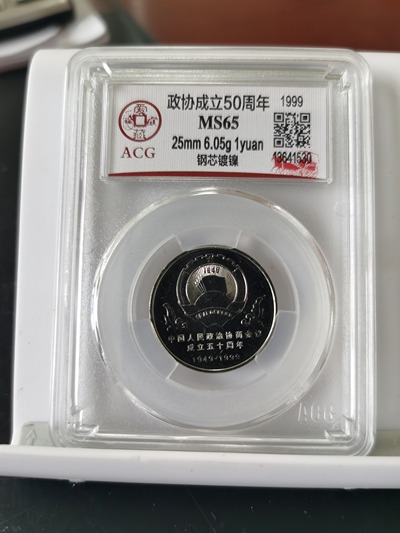 政协成立50周年 1999
MS65
25mm 6.05g 1yuan
钢芯镀镍
13641530
爱藏
ACG
1949
中国人民政治协商会议
成立五十周年
1949-1999
ACG